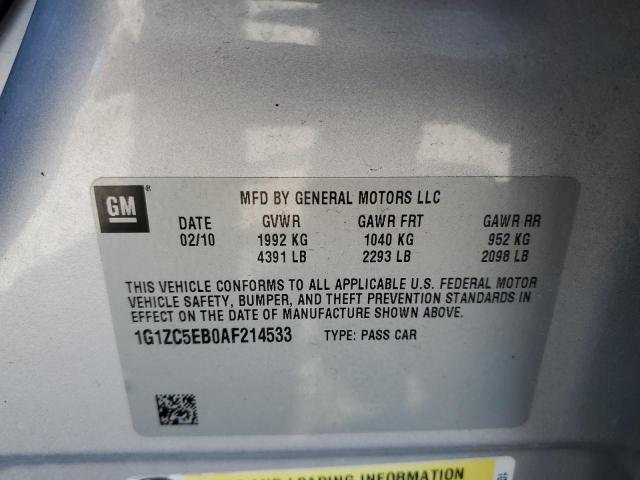 GM®
MFD BY GENERAL MOTORS LLC
DATE GVWR GAWR FRT GAWR RR
02/10 1992 KG 1040 KG 952 KG
4391 LB 2293 LB 2098 LB
THIS VEHICLE CONFORMS TO ALL APPLICABLE U.S. FEDERAL MOTOR
VEHICLE SAFETY, BUMPER, AND THEFT PREVENTION STANDARDS IN
EFFECT ON THE DATE OF MANUFACTURE SHOWN ABOVE.
1G1ZC5EB0AF214533 TYPE: PASS CAR
AND LOADING INFORMATION